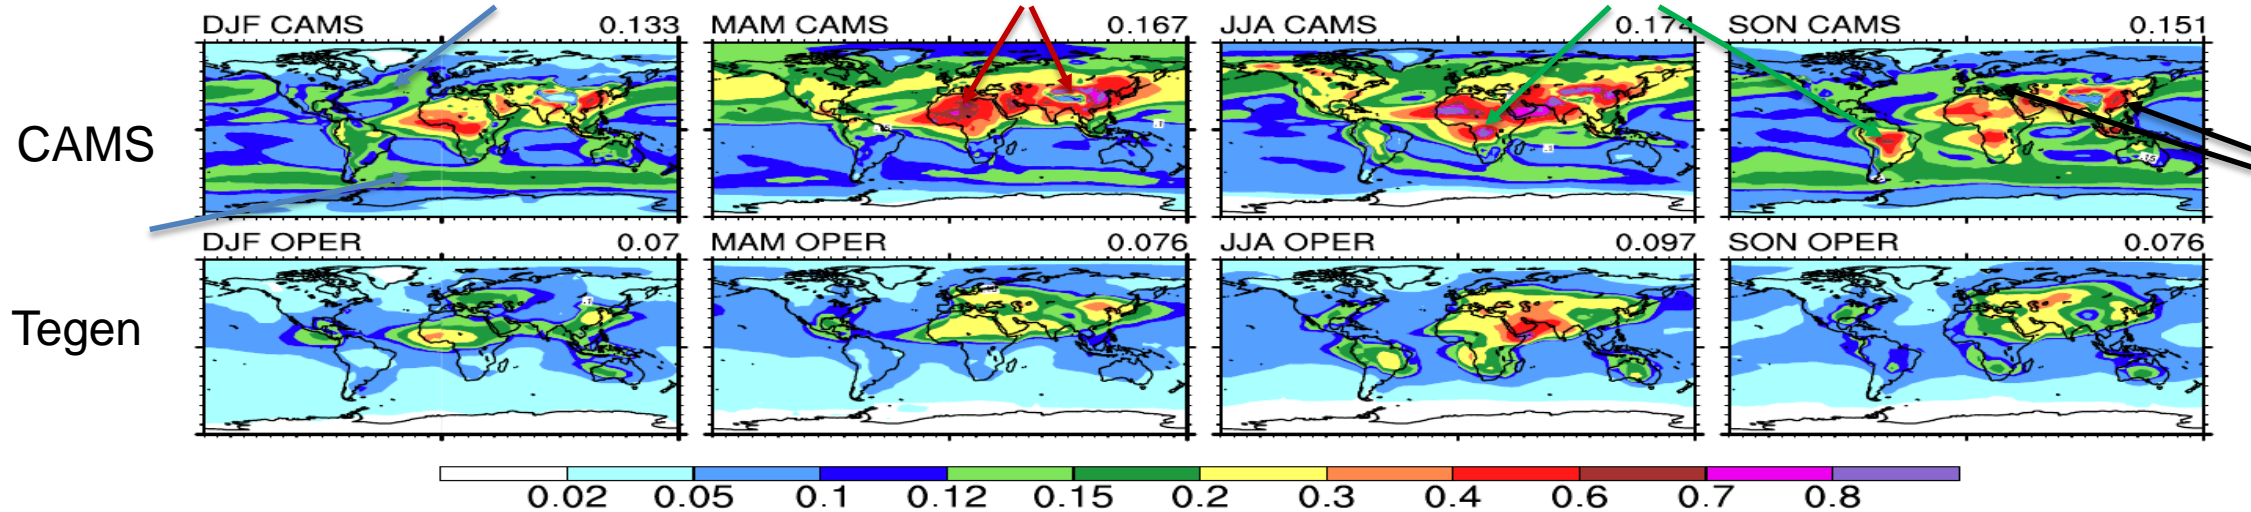 DJF CAMS 0.133 MAM CAMS 0.167 JJA CAMS 0.174 SON CAMS 0.151
CAMS
DJF OPER 0.07 MAM OPER 0.076 JJA OPER 0.097 SON OPER 0.076
Tegen
0.02 0.05 0.1 0.12 0.15 0.2 0.3 0.4 0.6 0.7 0.8